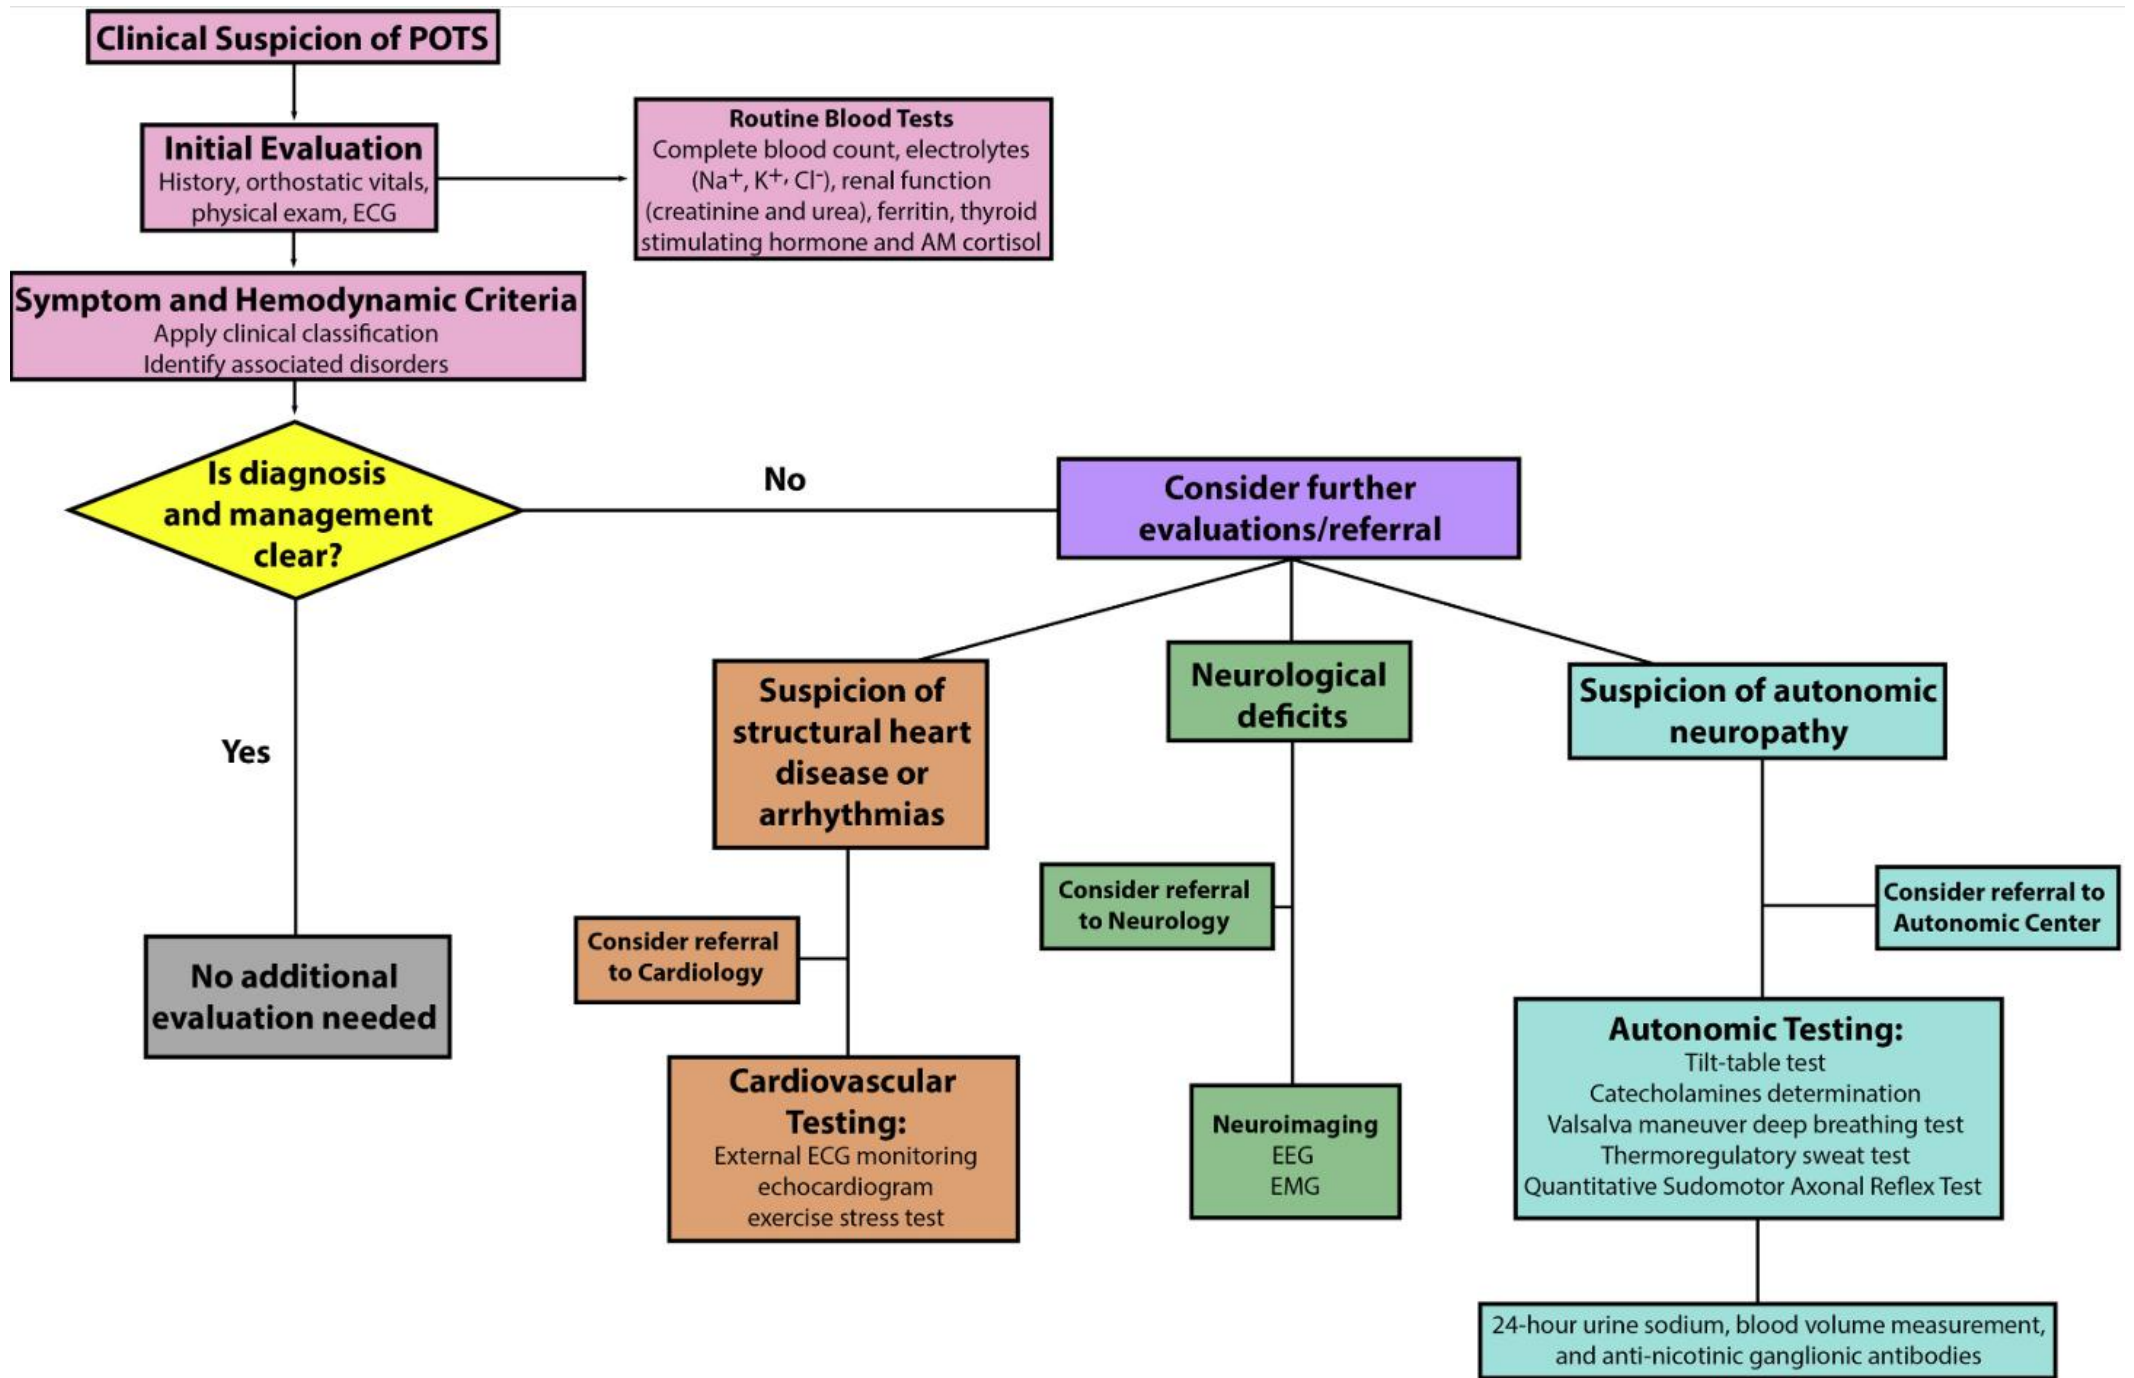 Clinical Suspicion of POTS
Initial Evaluation
History, orthostatic vitals,
physical exam, ECG
Routine Blood Tests
Complete blood count, electrolytes
(Na⁺, K⁺, Cl⁻), renal function
(creatinine and urea), ferritin, thyroid
stimulating hormone and AM cortisol
Symptom and Hemodynamic Criteria
Apply clinical classification
Identify associated disorders
Is diagnosis
and management
clear?
No
Consider further
evaluations/referral
Yes
No additional
evaluation needed
Suspicion of
structural heart
disease or
arrhythmias
Consider referral
to Cardiology
Cardiovascular
Testing:
External ECG monitoring
echocardiogram
exercise stress test
Neurological
deficits
Consider referral
to Neurology
Neuroimaging
EEG
EMG
Suspicion of autonomic
neuropathy
Consider referral to
Autonomic Center
Autonomic Testing:
Tilt-table test
Catecholamines determination
Valsalva maneuver deep breathing test
Thermoregulatory sweat test
Quantitative Sudomotor Axonal Reflex Test
24-hour urine sodium, blood volume measurement,
and anti-nicotinic ganglionic antibodies